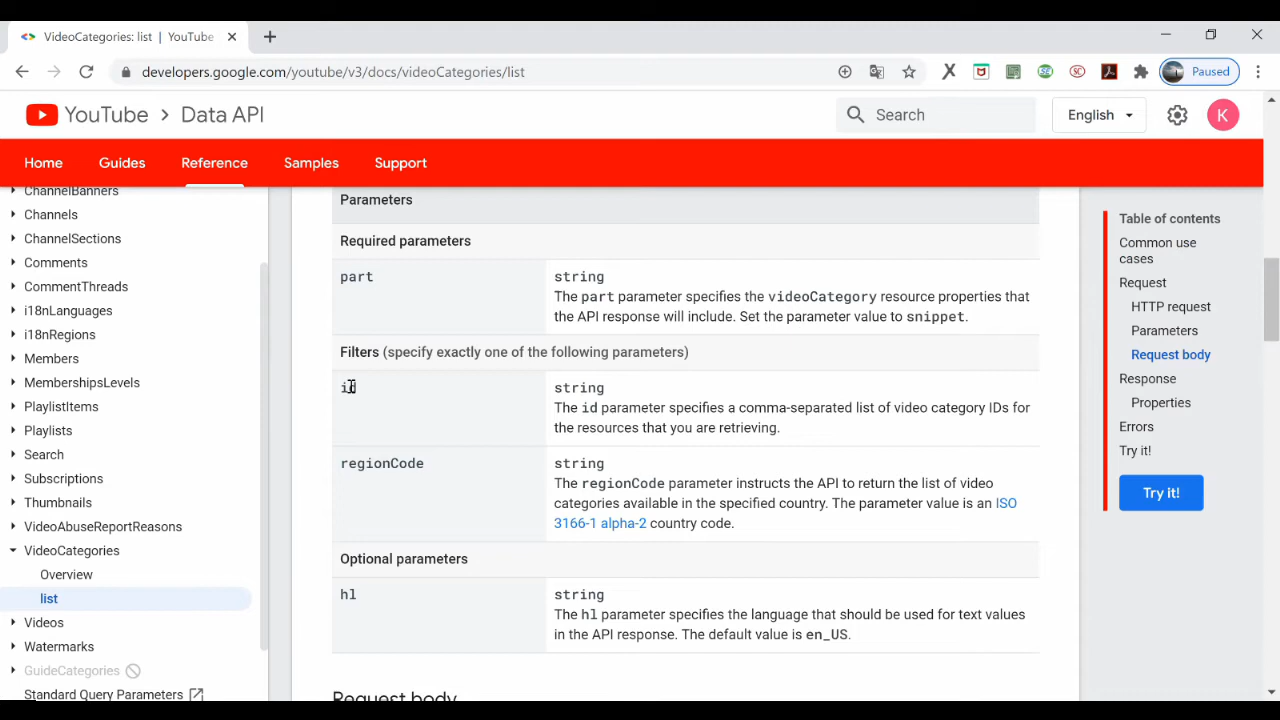 VideoCategories: list | YouTube
developers.google.com/youtube/v3/docs/videoCategories/list
Paused
YouTube > Data API
Search
English
K
Home
Guides
Reference
Samples
Support
ChannelBanners
Channels
ChannelSections
Comments
CommentThreads
i18nLanguages
i18nRegions
Members
MembershipsLevels
PlaylistItems
Playlists
Search
Subscriptions
Thumbnails
VideoAbuseReportReasons
VideoCategories
Overview
list
Videos
Watermarks
GuideCategories
Standard Query Parameters
Parameters
Required parameters
part
string
The part parameter specifies the videoCategory resource properties that
the API response will include. Set the parameter value to snippet.
Filters (specify exactly one of the following parameters)
id
string
The id parameter specifies a comma-separated list of video category IDs for
the resources that you are retrieving.
regionCode
string
The regionCode parameter instructs the API to return the list of video
categories available in the specified country. The parameter value is an ISO
3166-1 alpha-2 country code.
Optional parameters
hl
string
The hl parameter specifies the language that should be used for text values
in the API response. The default value is en_US.
Request body
Table of contents
Common use
cases
Request
HTTP request
Parameters
Request body
Response
Properties
Errors
Try it!
Try it!